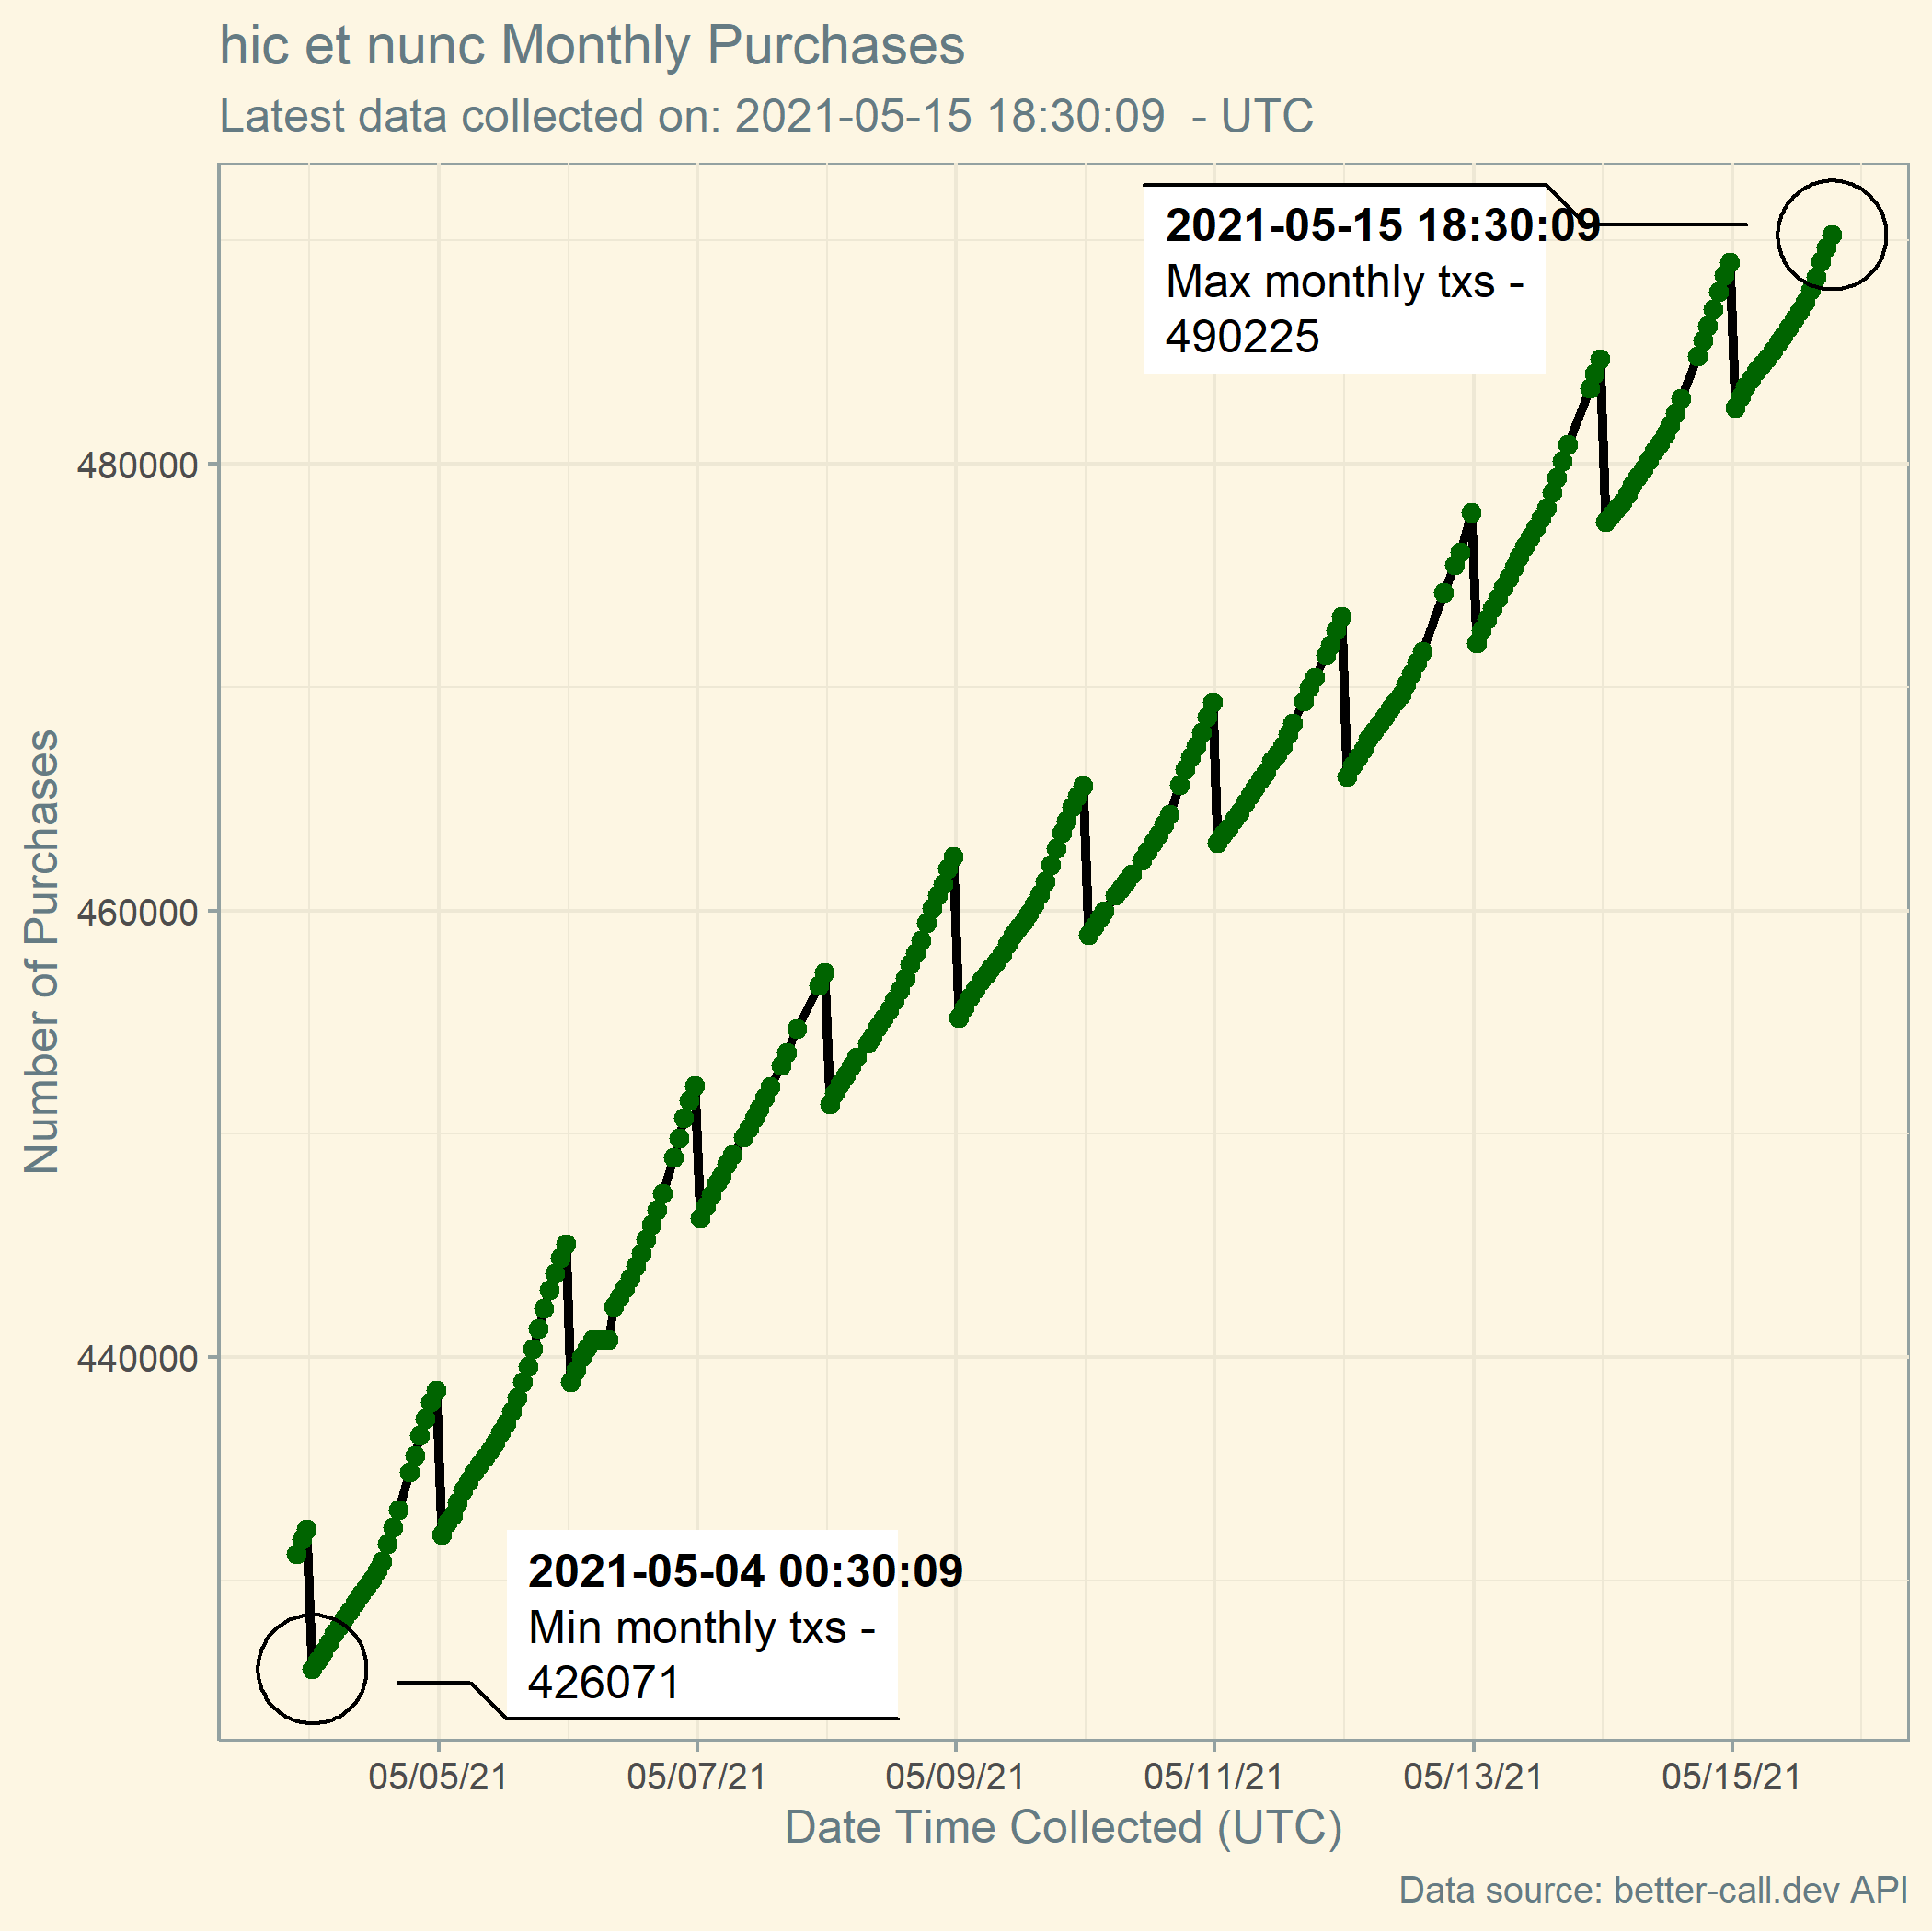 hic et nunc Monthly Purchases
Latest data collected on: 2021-05-15 18:30:09  - UTC
2021-05-15 18:30:09
Max monthly txs -
490225
480000
460000
440000
Number of Purchases
2021-05-04 00:30:09
Min monthly txs -
426071
05/05/21 05/07/21 05/09/21 05/11/21 05/13/21 05/15/21
Date Time Collected (UTC)
Data source: better-call.dev API